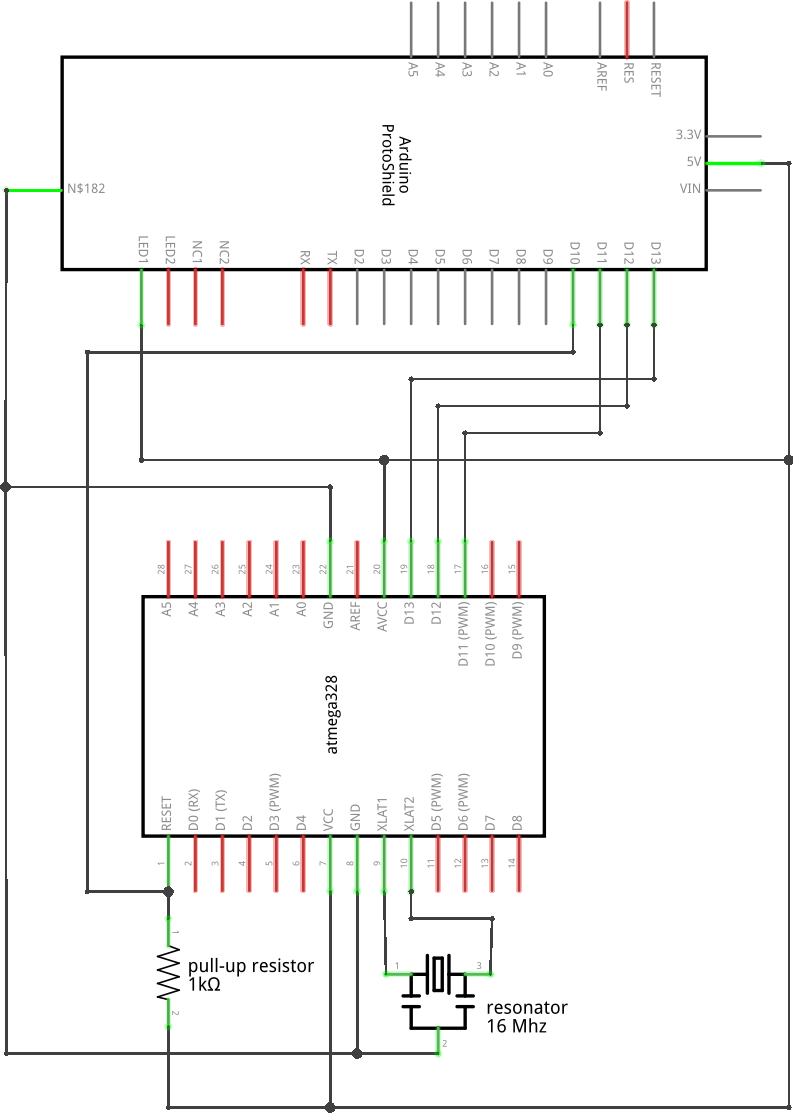 A5
A4
A3
A2
A1
A0
AREF
RES
RESET
Arduino
ProtoShield
3.3V
5V
VIN
N$182
LED1
LED2
NC1
NC2
RX
TX
D2
D3
D4
D5
D6
D7
D8
D9
D10
D11
D12
D13
28
27
26
25
24
23
22
21
20
19
18
17
16
15
A5
A4
A3
A2
A1
A0
GND
AREF
AVCC
D13
D12
D11 (PWM)
D10 (PWM)
D9 (PWM)
atmega328
RESET
D0 (RX)
D1 (TX)
D2
D3 (PWM)
D4
VCC
GND
XLAT1
XLAT2
D5 (PWM)
D6 (PWM)
D7
D8
1
2
3
4
5
6
7
8
9
10
11
12
13
14
1
pull-up resistor
1kΩ
2
1
3
resonator
16 Mhz
2